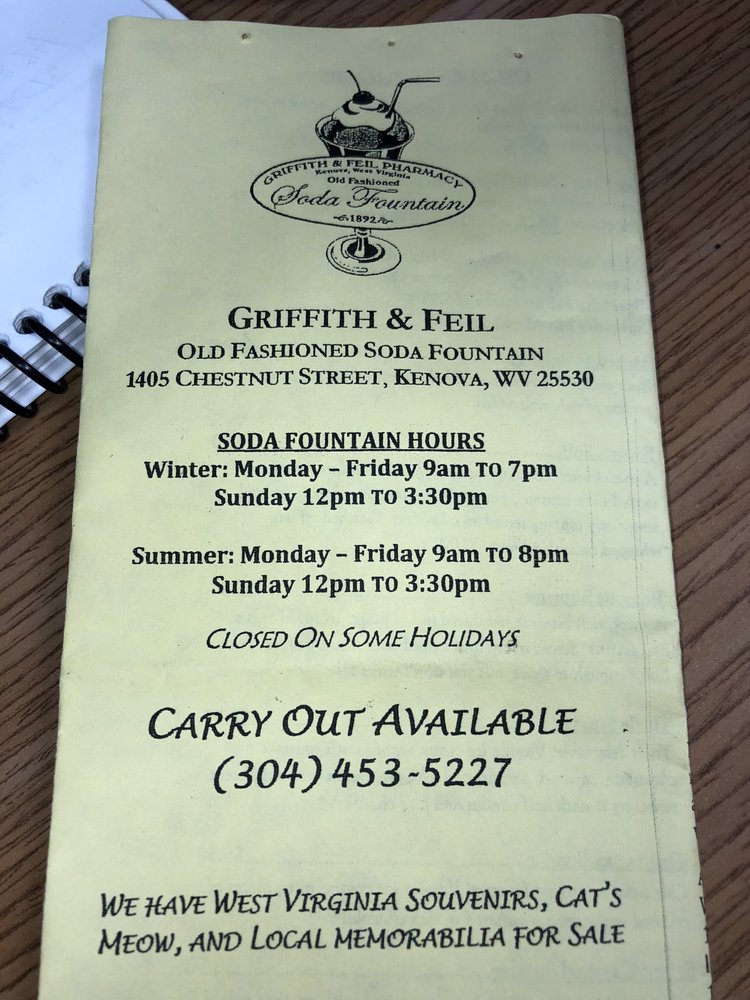 GRIFFITH & FEIL PHARMACY
Kenova, West Virginia
Old Fashioned
Soda Fountain
1892
GRIFFITH & FEIL
OLD FASHIONED SODA FOUNTAIN
1405 CHESTNUT STREET, KENOVA, WV 25530
SODA FOUNTAIN HOURS
Winter: Monday – Friday 9am TO 7pm
Sunday 12pm TO 3:30pm
Summer: Monday – Friday 9am TO 8pm
Sunday 12pm TO 3:30pm
CLOSED ON SOME HOLIDAYS
CARRY OUT AVAILABLE
(304) 453-5227
WE HAVE WEST VIRGINIA SOUVENIRS, CAT'S
MEOW, AND LOCAL MEMORABILIA FOR SALE